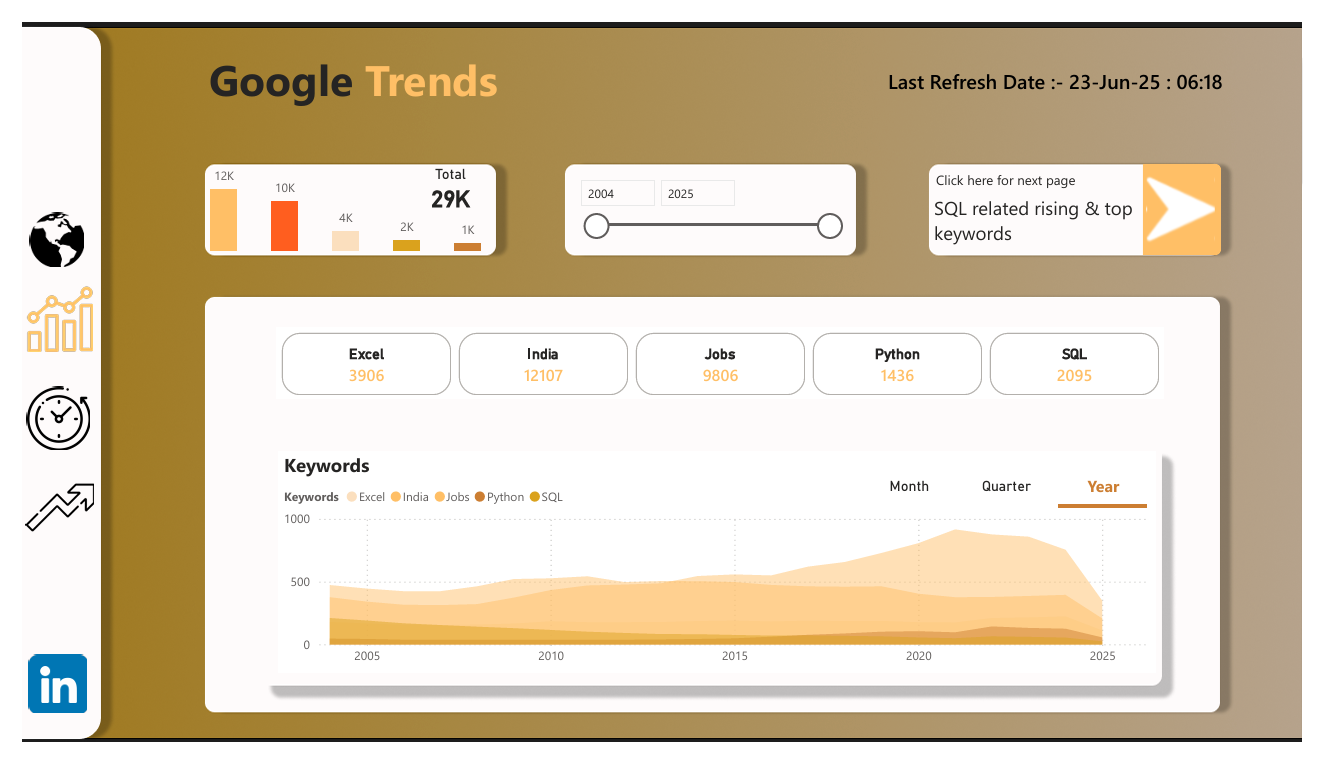 Google Trends
Last Refresh Date :- 23-Jun-25 : 06:18
12K
10K
4K
2K
1K
Total
29K
2004
2025
Click here for next page
SQL related rising & top
keywords
Excel
3906
India
12107
Jobs
9806
Python
1436
SQL
2095
Keywords
Month
Quarter
Year
Keywords Excel India Jobs Python SQL
1000
500
0
2005
2010
2015
2020
2025
in